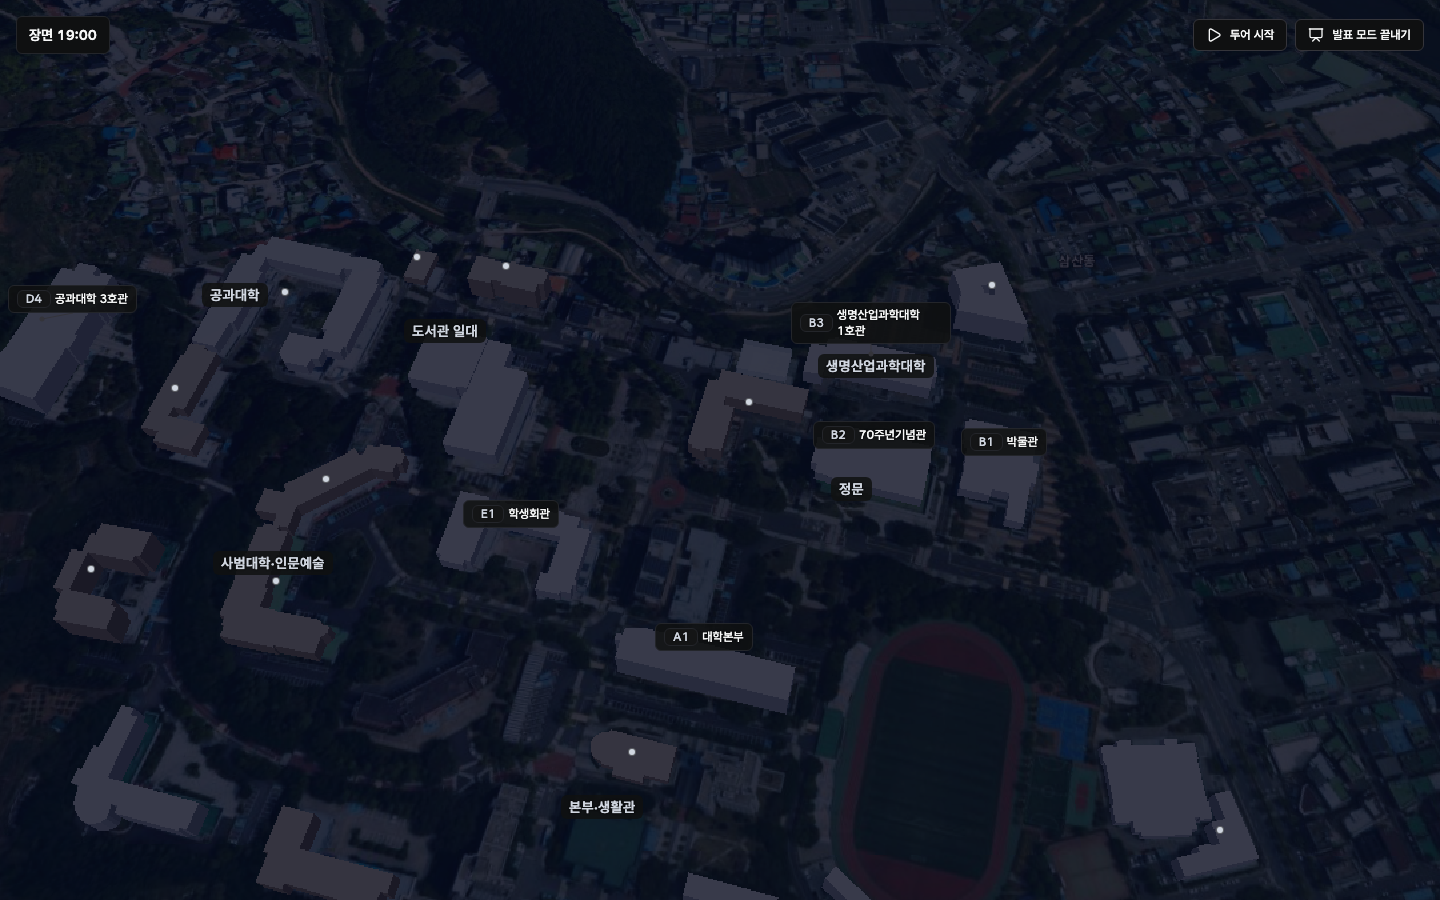 장면 19:00
투어 시작
발표 모드 끝내기
삼산동
D4 공과대학 3호관
공과대학
도서관 일대
B3 생명산업과학대학
1호관
생명산업과학대학
B2 70주년기념관
B1 박물관
정문
E1 학생회관
사범대학·인문예술
A1 대학본부
본부·생활관